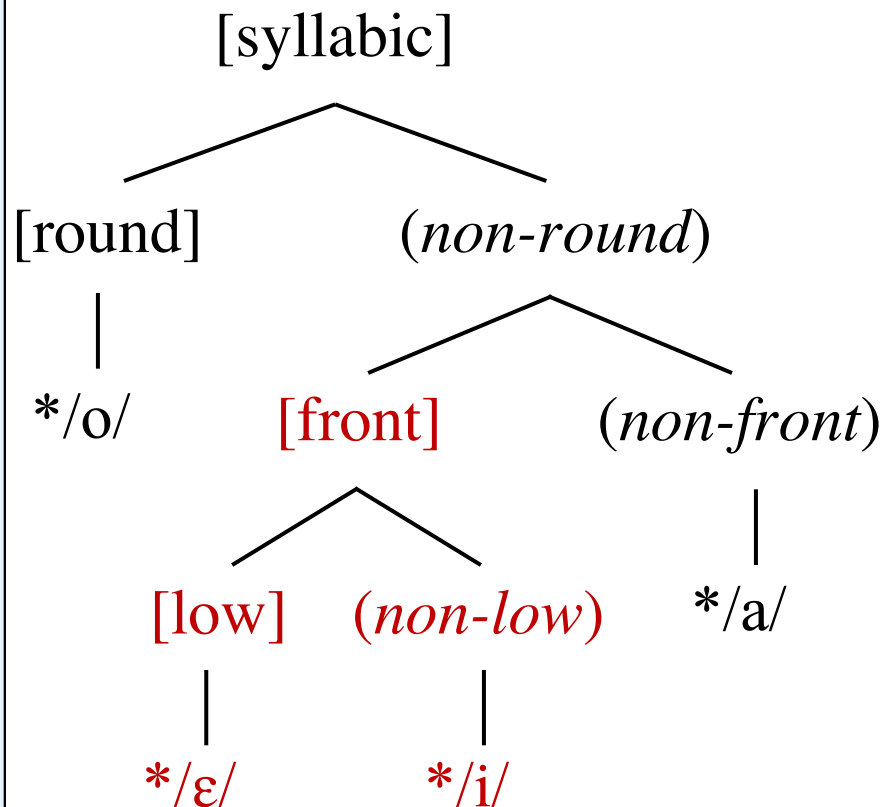 [syllabic]
[round] (non-round)
*/o/ [front] (non-front)
[low] (non-low) */a/
*/ɛ/ */i/